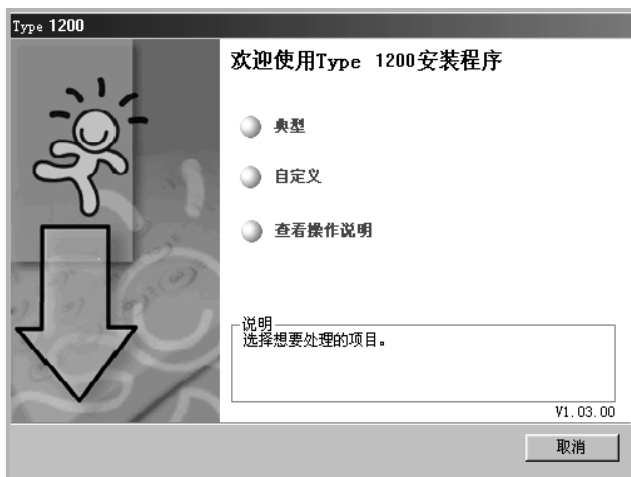 Type 1200
欢迎使用Type 1200安装程序
典型
自定义
查看操作说明
说明
选择想要处理的项目。
V1.03.00
取消